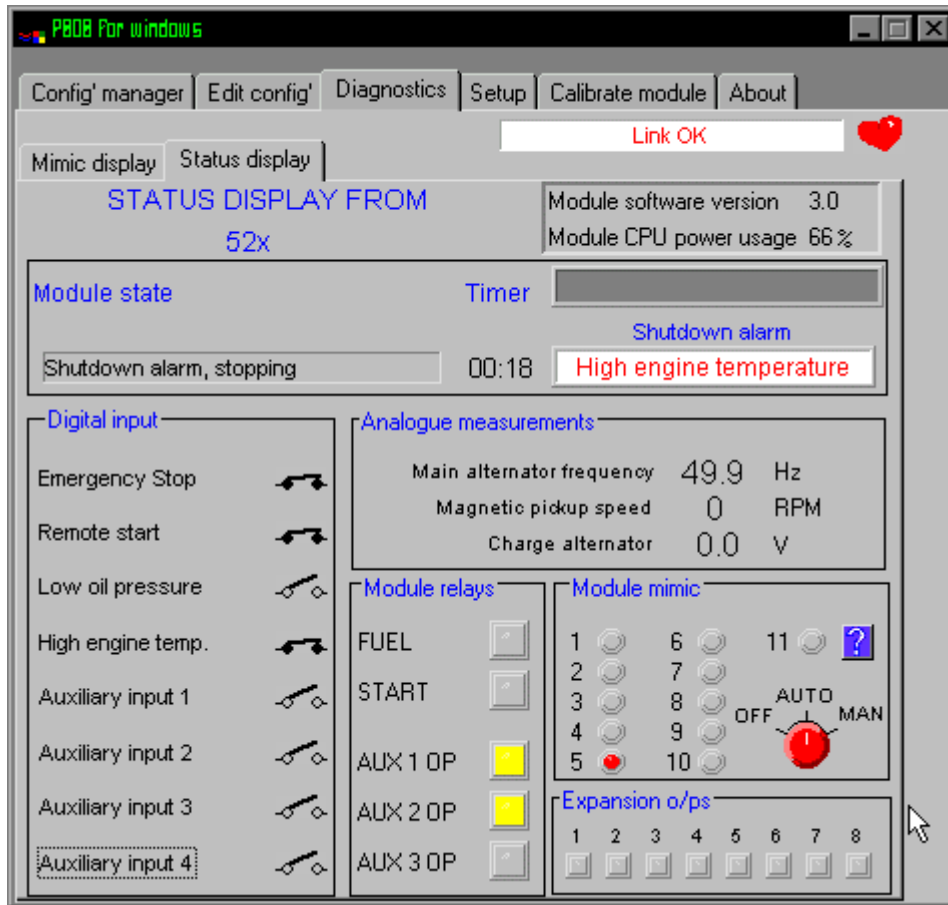 P808 For windows
Config' manager Edit config' Diagnostics Setup Calibrate module About
Link OK
Mimic display Status display
STATUS DISPLAY FROM
52x
Module software version 3.0
Module CPU power usage 66%
Module state Timer
Shutdown alarm
Shutdown alarm, stopping 00:18 High engine temperature
Digital input
Emergency Stop
Remote start
Low oil pressure
High engine temp.
Auxiliary input 1
Auxiliary input 2
Auxiliary input 3
Auxiliary input 4
Analogue measurements
Main alternator frequency 49.9 Hz
Magnetic pickup speed 0 RPM
Charge alternator 0.0 V
Module relays
FUEL
START
AUX 1 OP
AUX 2 OP
AUX 3 OP
Module mimic
1 6 11 ?
2 7
3 8
4 9
5 10
OFF AUTO MAN
Expansion o/ps
1 2 3 4 5 6 7 8